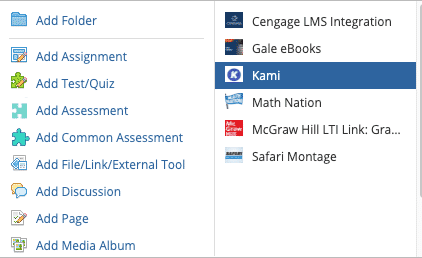 Add Folder
Add Assignment
Add Test/Quiz
Add Assessment
Add Common Assessment
Add File/Link/External Tool
Add Discussion
Add Page
Add Media Album
Cengage LMS Integration
Gale eBooks
Kami
Math Nation
McGraw Hill LTI Link: Gra...
Safari Montage